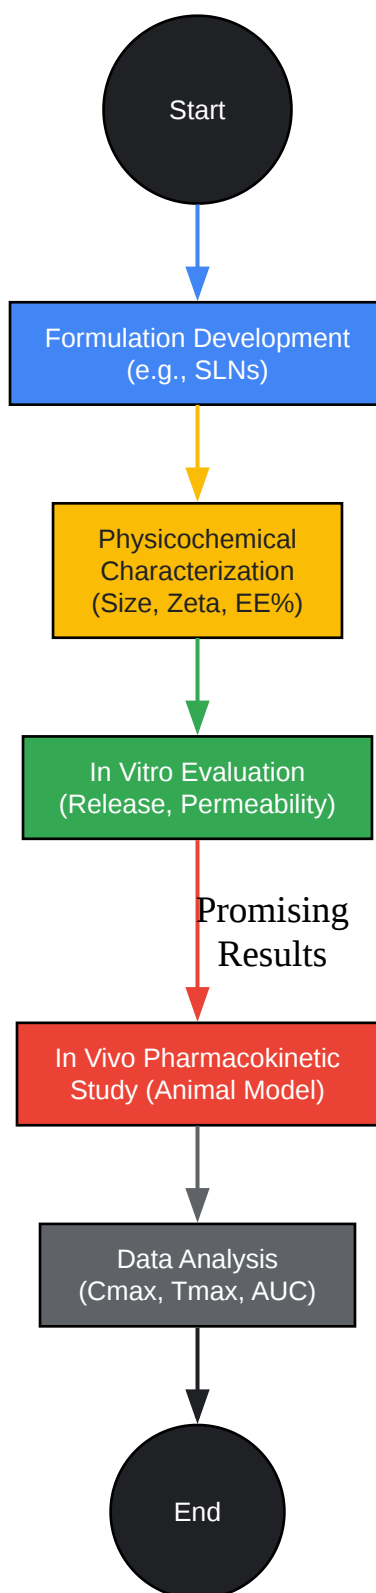 Start
Formulation Development
(e.g., SLNs)
Physicochemical
Characterization
(Size, Zeta, EE%)
In Vitro Evaluation
(Release, Permeability)
Promising
Results
In Vivo Pharmacokinetic
Study (Animal Model)
Data Analysis
(Cmax, Tmax, AUC)
End